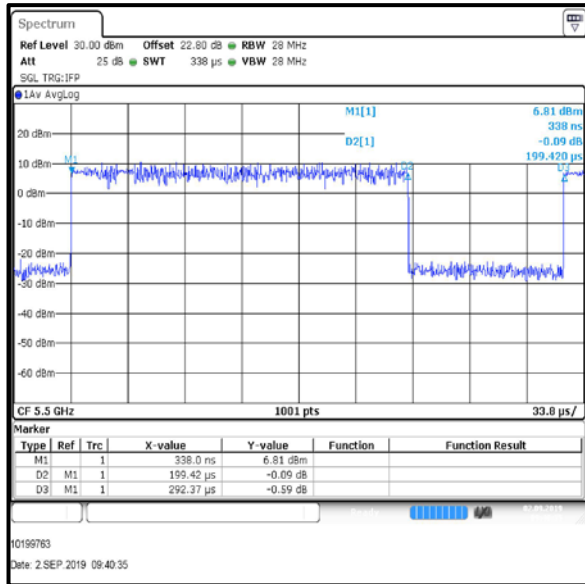 Spectrum
Ref Level 30.00 dBm Offset 22.80 dB RBW 28 MHz
Att 25 dB SWT 338 µs VBW 28 MHz
SGL TRG:IFP
1Av AvgLog
M1[1] 6.81 dBm
338 ns
D2[1] -0.09 dB
199.420 µs
20 dBm
10 dBm
M1
D2
D3
0 dBm
-10 dBm
-20 dBm
-30 dBm
-40 dBm
-50 dBm
-60 dBm
CF 5.5 GHz 1001 pts 33.8 µs/
Marker
Type Ref Trc X-value Y-value Function Function Result
M1 1 338.0 ns 6.81 dBm
D2 M1 1 199.42 µs -0.09 dB
D3 M1 1 292.37 µs -0.59 dB
02.09.2019
10199763
Date: 2.SEP.2019 09:40:35